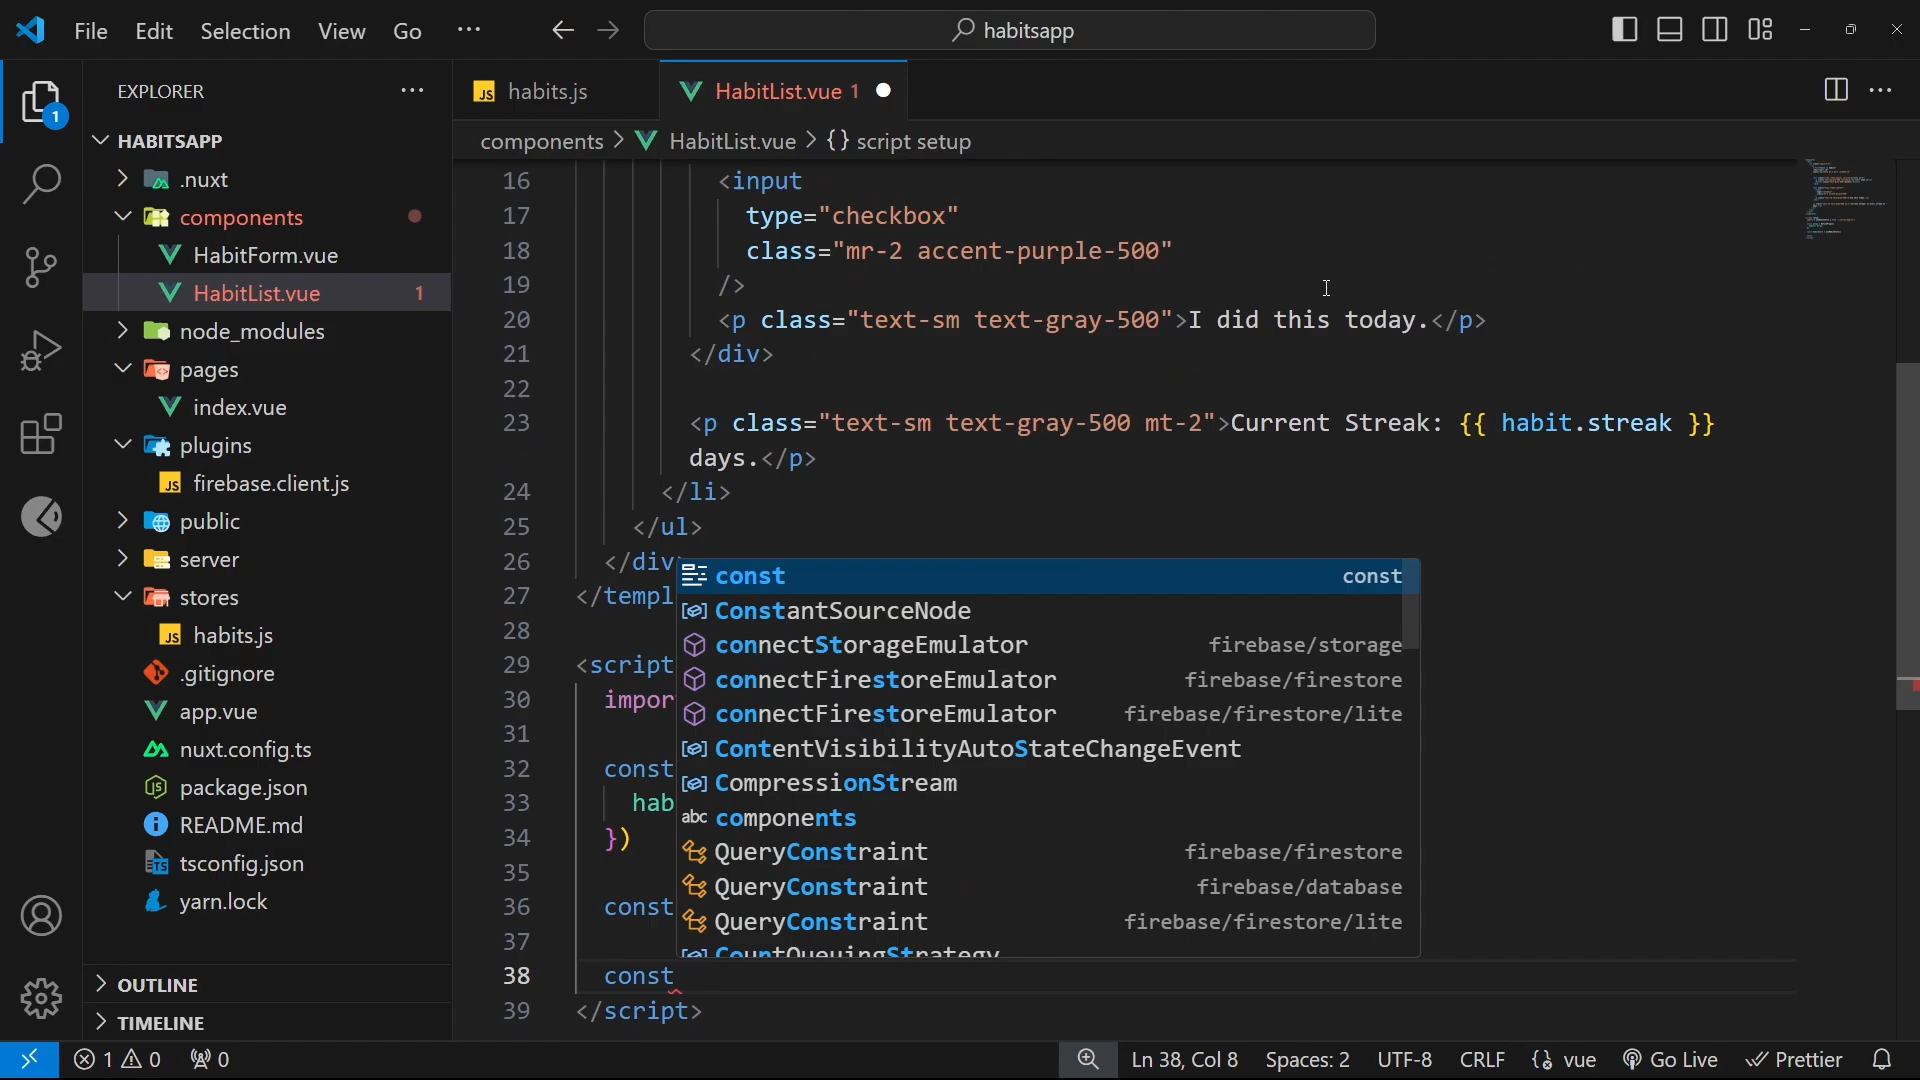 File Edit Selection View Go ···
habitsapp
EXPLORER
1
HABITSAPP
.nuxt
components
HabitForm.vue
HabitList.vue 1
node_modules
pages
index.vue
plugins
firebase.client.js
public
server
stores
habits.js
.gitignore
app.vue
nuxt.config.ts
package.json
README.md
tsconfig.json
yarn.lock
OUTLINE
TIMELINE
habits.js
HabitList.vue 1
components > HabitList.vue > {} script setup
16 <input
17 type="checkbox"
18 class="mr-2 accent-purple-500"
19 />
20 <p class="text-sm text-gray-500">I did this today.</p>
21 </div>
22
23 <p class="text-sm text-gray-500 mt-2">Current Streak: {{ habit.streak }}
days.</p>
24 </li>
25 </ul>
26 </div>
27 </templ
28
29 <script
30 impor
31
32 const
33 hab
34 })
35
36 const
37
38 const
39 </script>
const const
ConstantSourceNode
connectStorageEmulator firebase/storage
connectFirestoreEmulator firebase/firestore
connectFirestoreEmulator firebase/firestore/lite
ContentVisibilityAutoStateChangeEvent
CompressionStream
abc components
QueryConstraint firebase/firestore
QueryConstraint firebase/database
QueryConstraint firebase/firestore/lite
CountQueuingStrategy
1 0 0
Ln 38, Col 8 Spaces: 2 UTF-8 CRLF vue Go Live Prettier